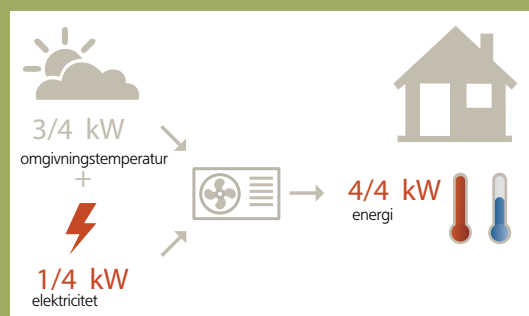 3/4 kW
omgivningstemperatur
+
1/4 kW
elektricitet
4/4 kW
energi